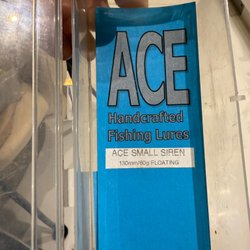 ACE
Handcrafted
Fishing Lures
ACE SMALL SIREN
130mm/60g FLOATING